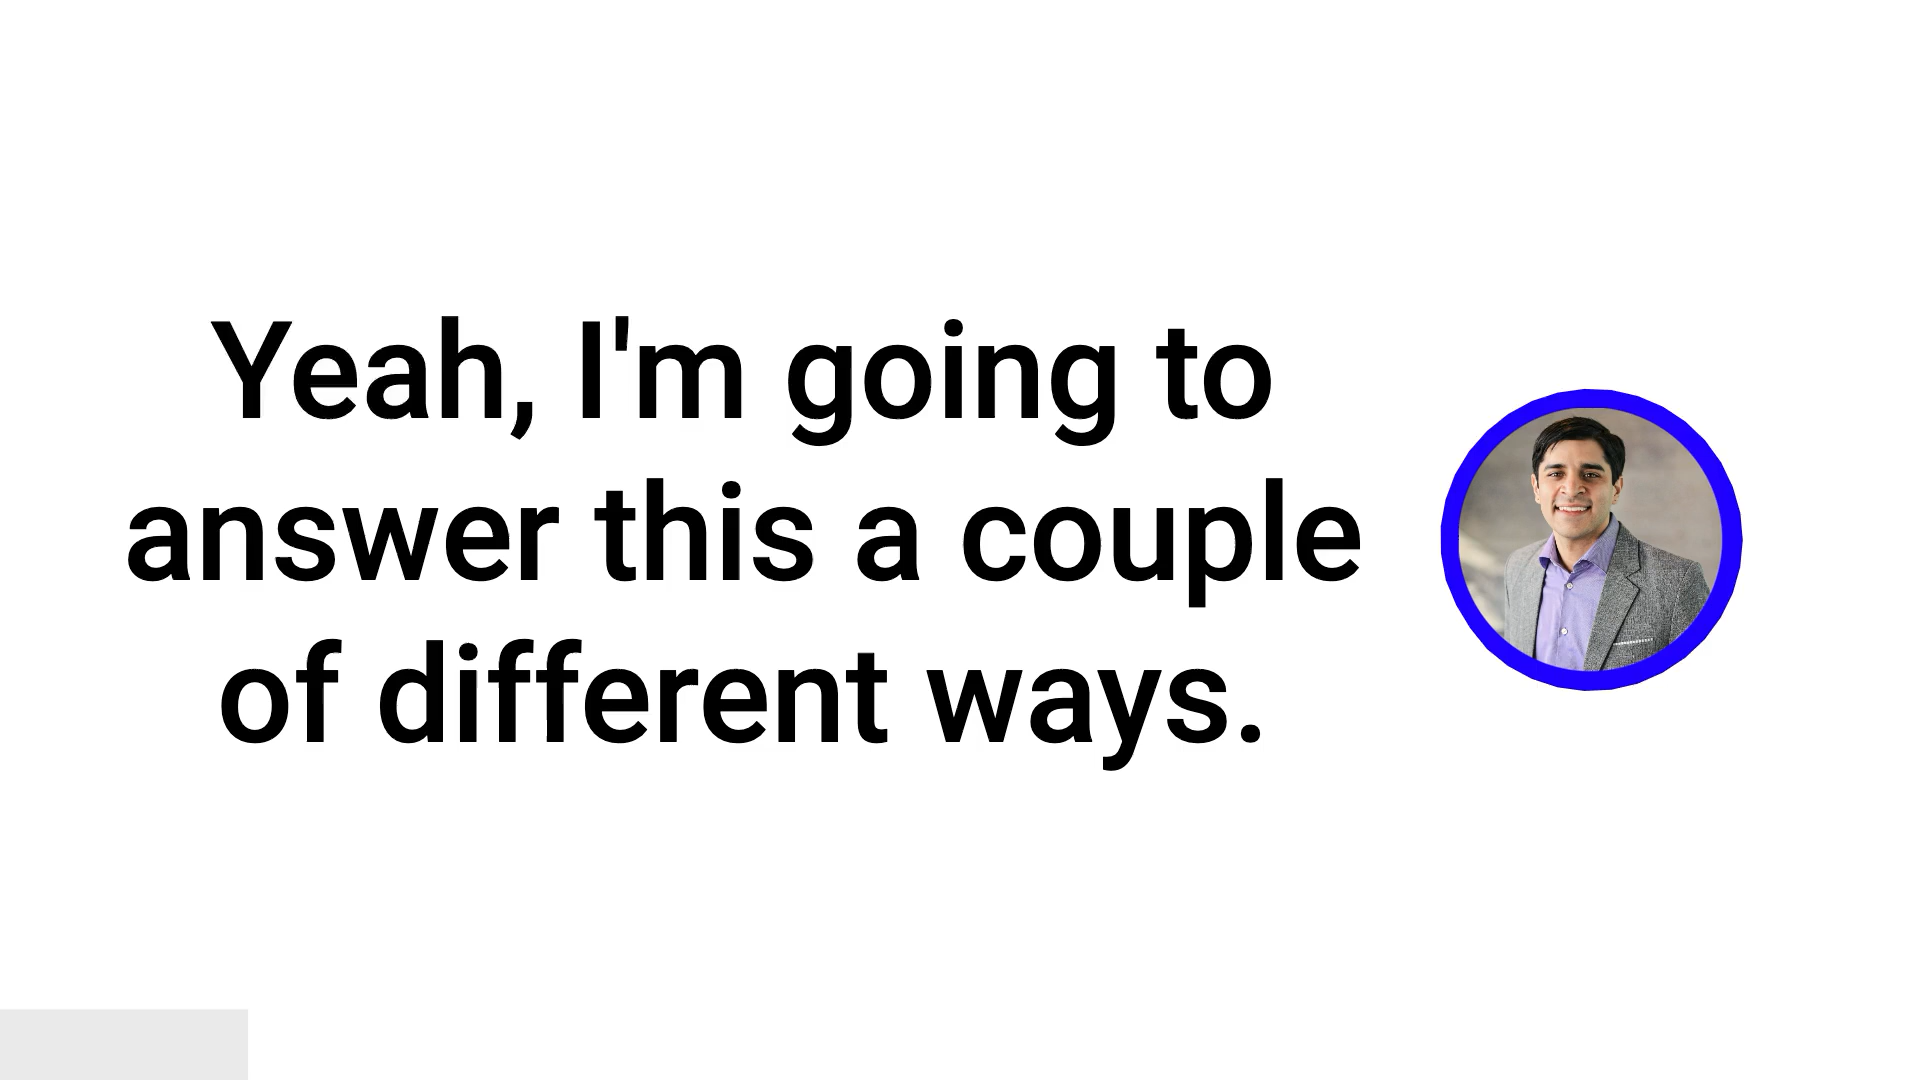 Yeah, I'm going to
answer this a couple
of different ways.